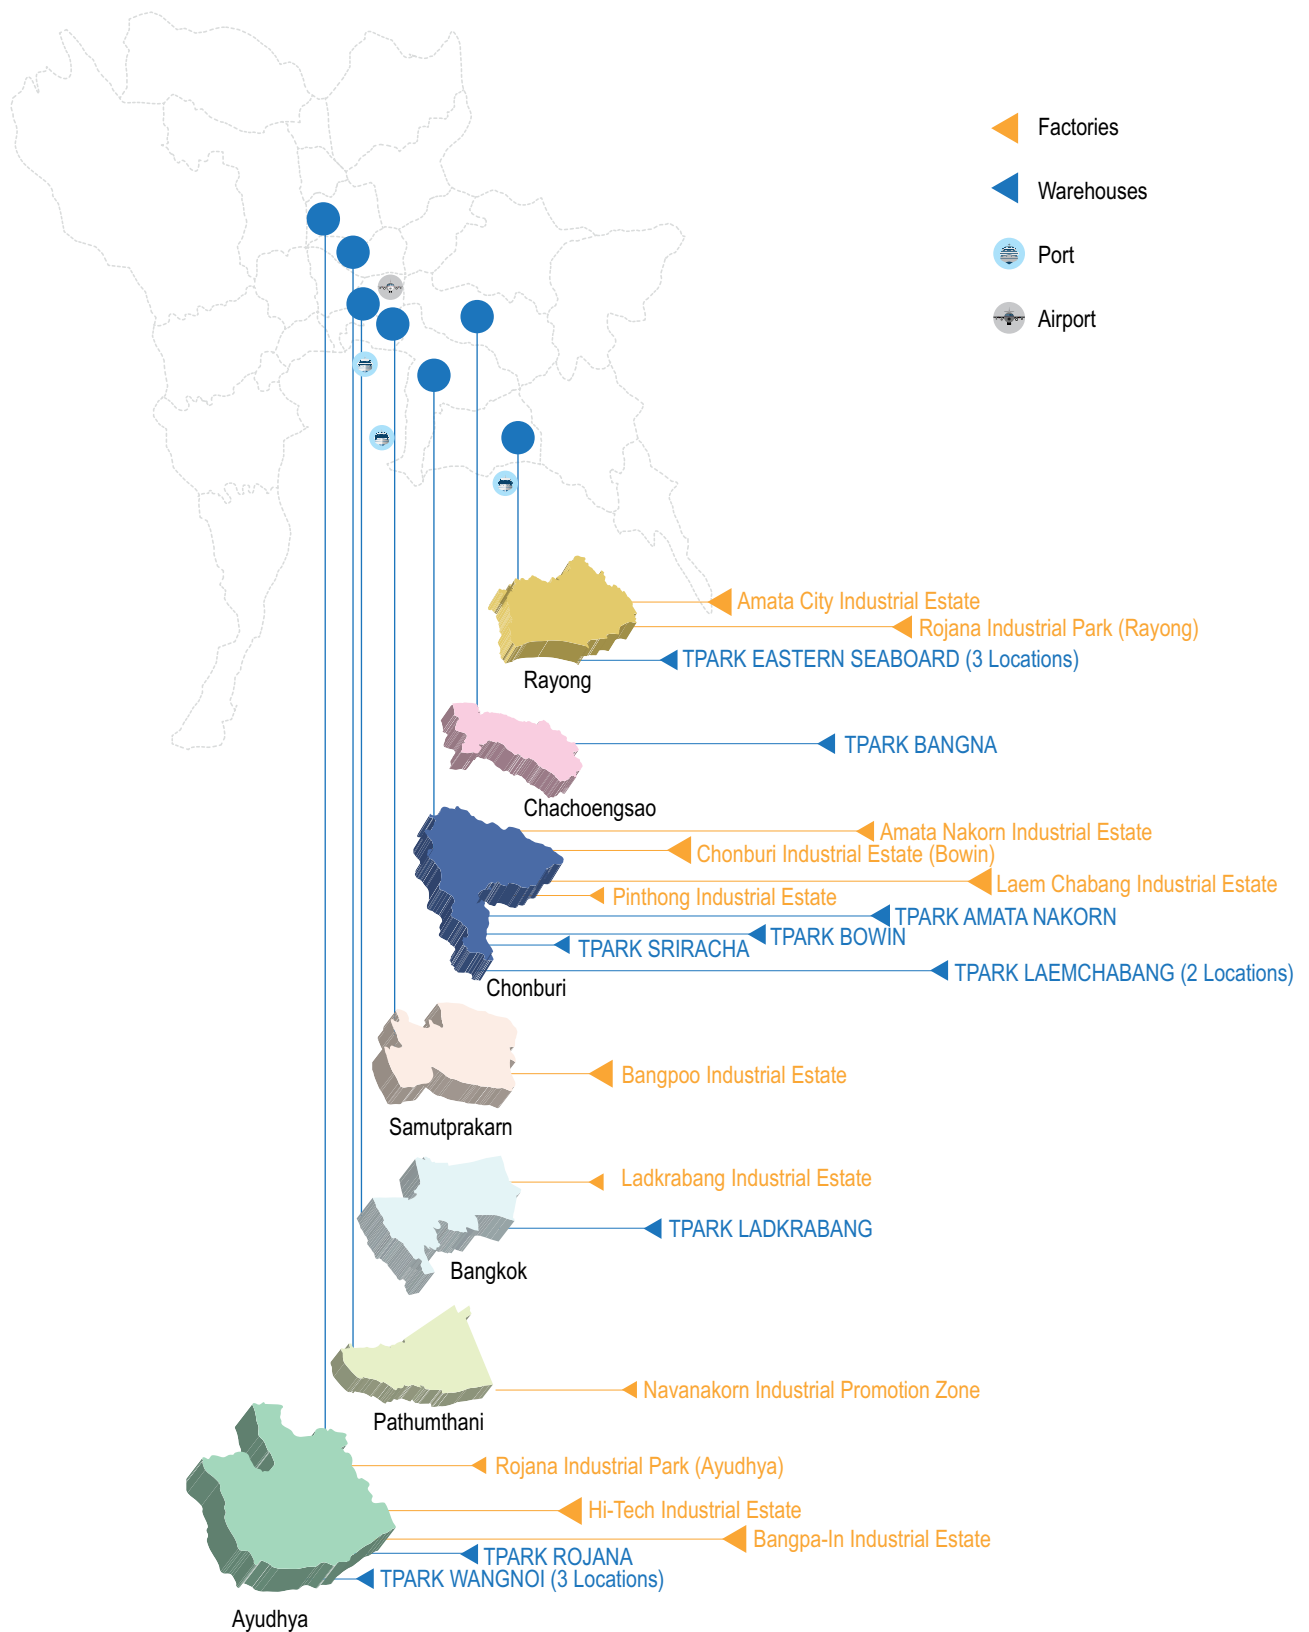 Factories
Warehouses
Port
Airport
Amata City Industrial Estate
Rojana Industrial Park (Rayong)
TPARK EASTERN SEABOARD (3 Locations)
Rayong
TPARK BANGNA
Chachoengsao
Amata Nakorn Industrial Estate
Chonburi Industrial Estate (Bowin)
Laem Chabang Industrial Estate
Pinthong Industrial Estate
TPARK AMATA NAKORN
TPARK BOWIN
TPARK SRIRACHA
TPARK LAEMCHABANG (2 Locations)
Chonburi
Bangpoo Industrial Estate
Samutprakarn
Ladkrabang Industrial Estate
TPARK LADKRABANG
Bangkok
Navanakorn Industrial Promotion Zone
Pathumthani
Rojana Industrial Park (Ayudhya)
Hi-Tech Industrial Estate
Bangpa-In Industrial Estate
TPARK ROJANA
TPARK WANGNOI (3 Locations)
Ayudhya